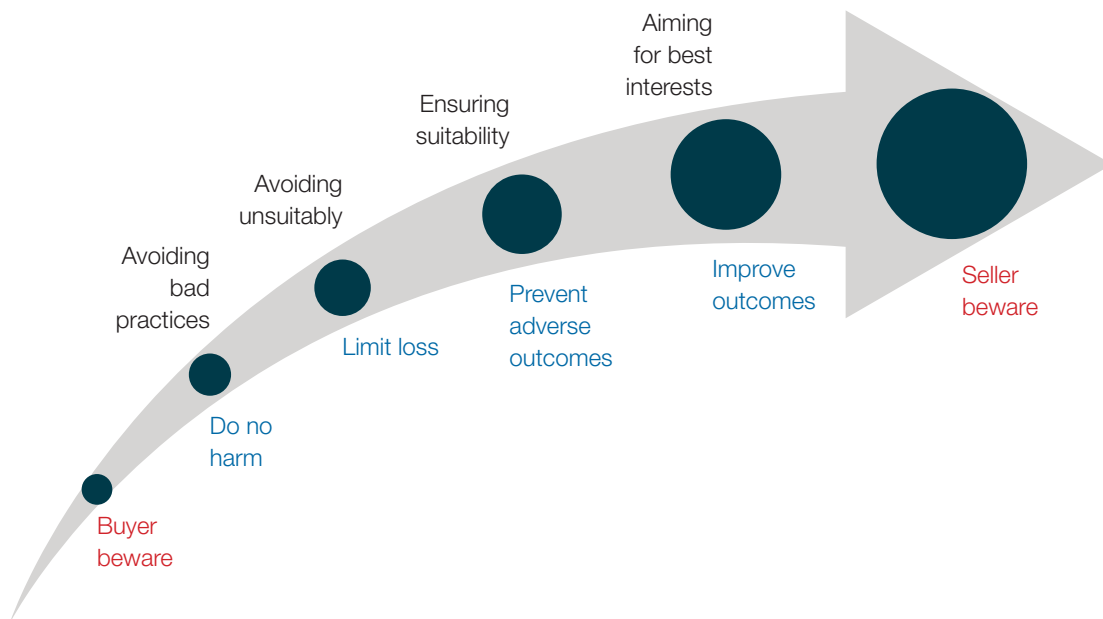 Aiming
for best
interests
Ensuring
suitability
Avoiding
unsuitably
Avoiding
bad
practices
Improve
outcomes
Seller
beware
Prevent
adverse
outcomes
Limit loss
Do no
harm
Buyer
beware